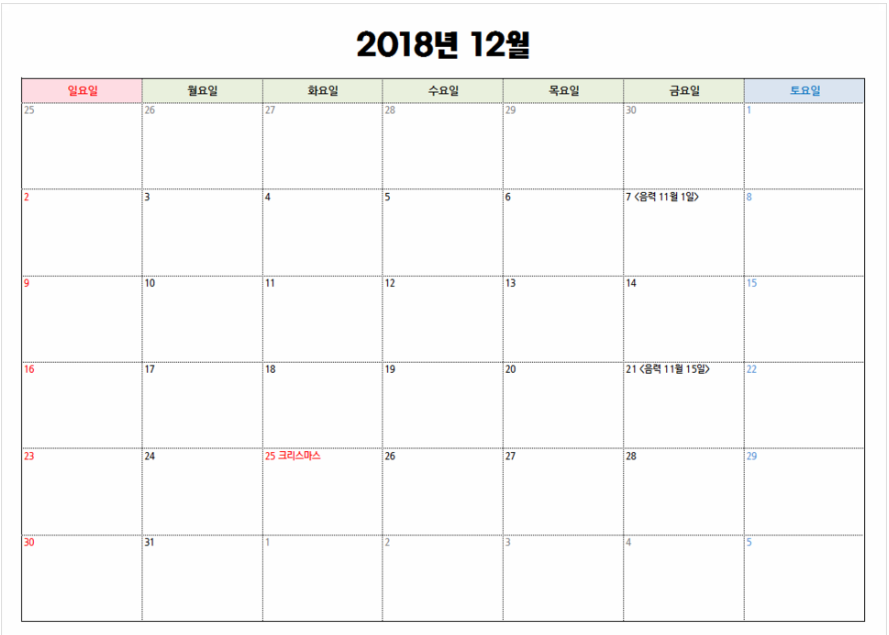 2018년 12월
일요일 월요일 화요일 수요일 목요일 금요일 토요일
25 26 27 28 29 30 1
2 3 4 5 6 7 <음력 11월 1일> 8
9 10 11 12 13 14 15
16 17 18 19 20 21 <음력 11월 15일> 22
23 24 25 크리스마스 26 27 28 29
30 31 1 2 3 4 5